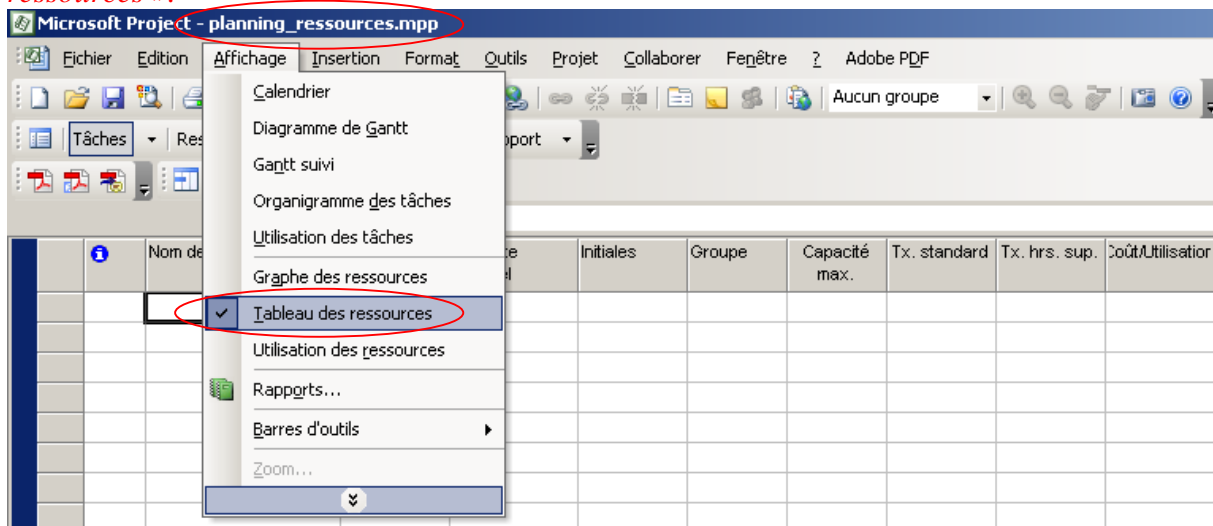 ressources ».
Microsoft Project - planning_ressources.mpp
Fichier Edition Affichage Insertion Format Outils Projet Collaborer Fenêtre ? Adobe PDF
Aucun groupe
Tâches
Calendrier
Diagramme de Gantt
Gantt suivi
Organigramme des tâches
Utilisation des tâches
Graphe des ressources
Tableau des ressources
Utilisation des ressources
Rapports...
Barres d'outils
Zoom...
Nom de Initiales Groupe Capacité max. Tx. standard Tx. hrs. sup. Coût/Utilisation